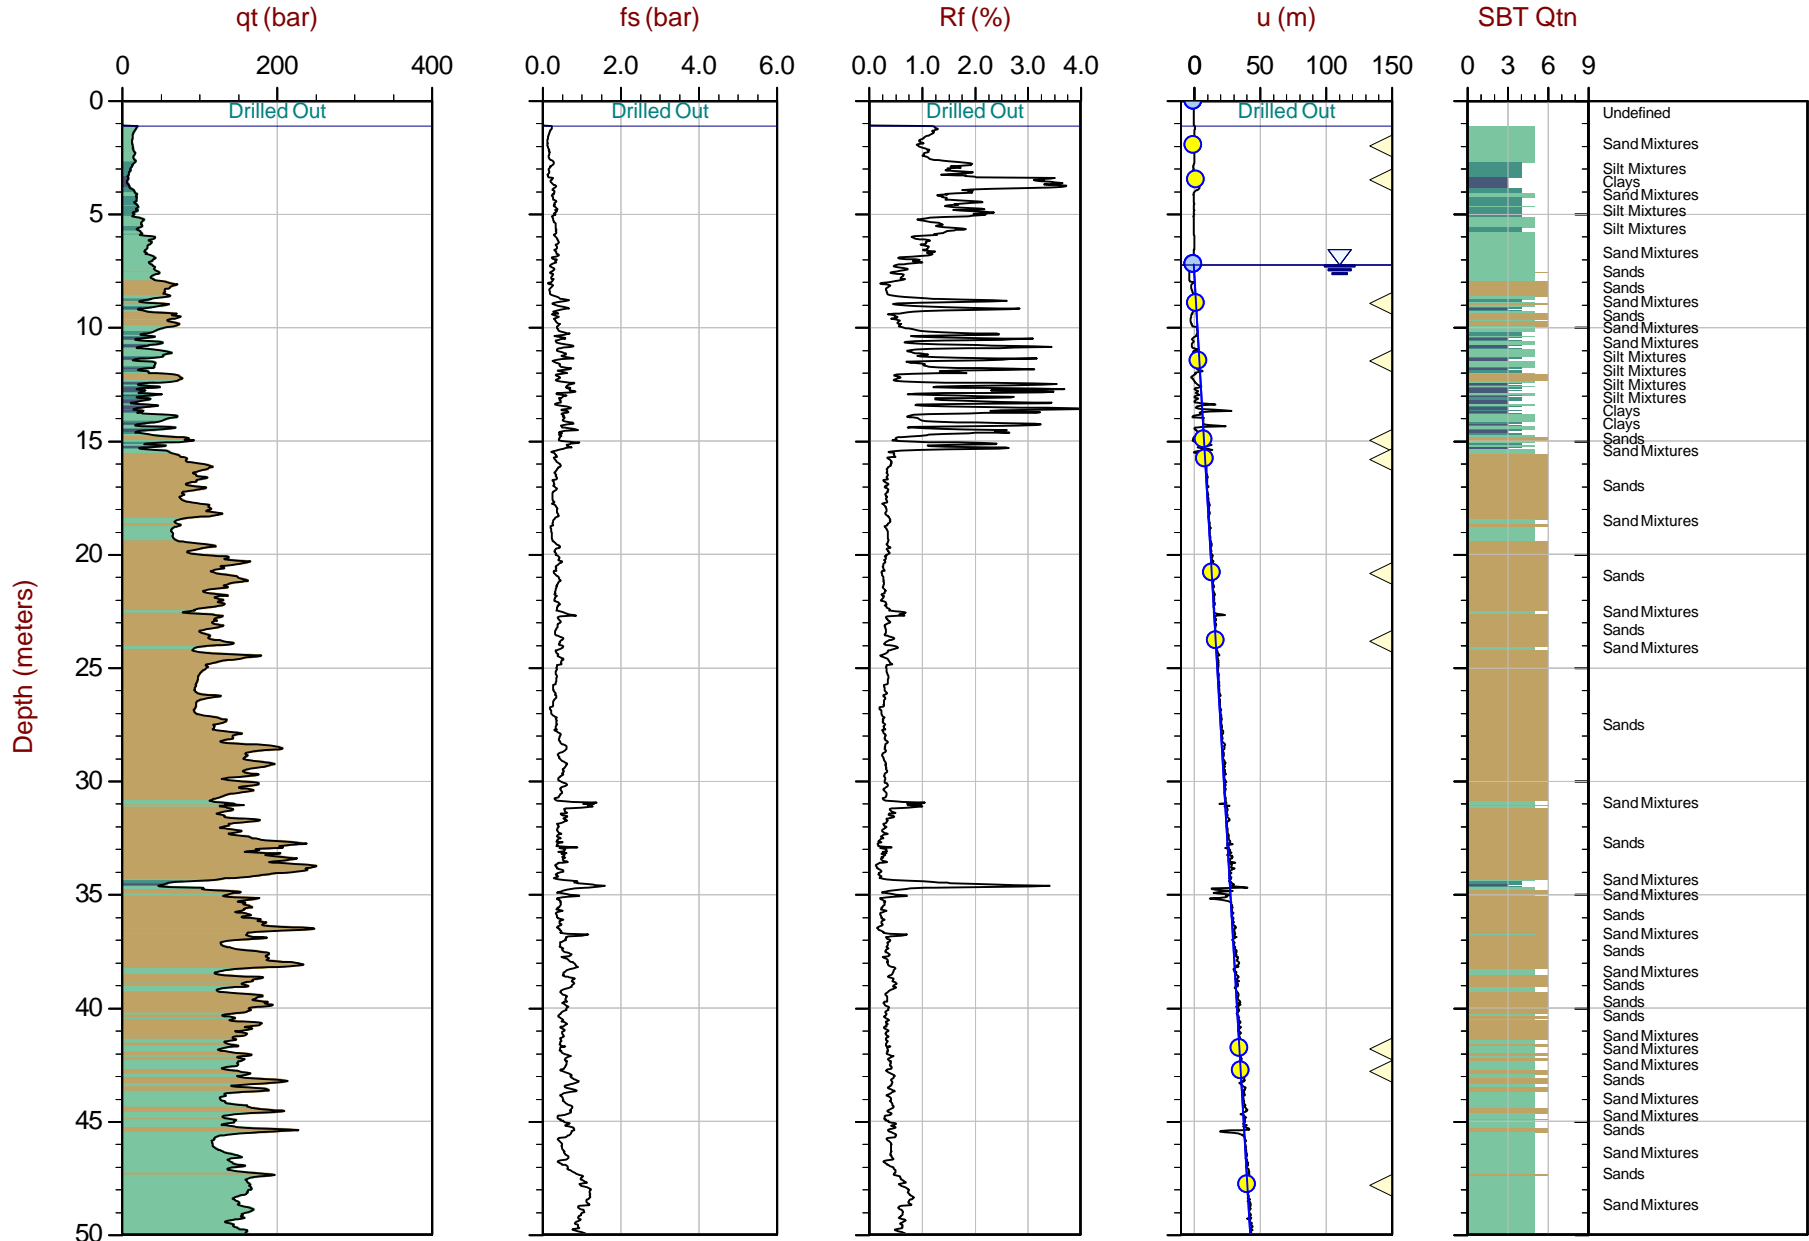 qt (bar) fs (bar) Rf (%) u (m) SBT Qtn
0 200 400 0.0 2.0 4.0 6.0 0.0 1.0 2.0 3.0 4.0 0 50 100 150 0 3 6 9
Drilled Out Drilled Out Drilled Out Drilled Out
Depth (meters)
0
5
10
15
20
25
30
35
40
45
50
Undefined
Sand Mixtures
Silt Mixtures
Clays
Sand Mixtures
Silt Mixtures
Silt Mixtures
Sand Mixtures
Sands
Sands
Sand Mixtures
Sands
Sand Mixtures
Sand Mixtures
Silt Mixtures
Silt Mixtures
Silt Mixtures
Silt Mixtures
Clays
Clays
Sands
Sand Mixtures
Sands
Sand Mixtures
Sands
Sand Mixtures
Sands
Sand Mixtures
Sands
Sand Mixtures
Sands
Sand Mixtures
Sand Mixtures
Sands
Sand Mixtures
Sands
Sand Mixtures
Sands
Sands
Sands
Sand Mixtures
Sand Mixtures
Sand Mixtures
Sands
Sand Mixtures
Sand Mixtures
Sands
Sand Mixtures
Sands
Sand Mixtures